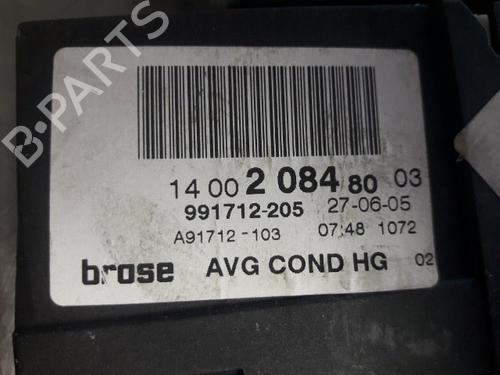 B-PARTS
14 00 2 084 80 03
991712-205 27-06-05
A91712-103 07:48 1072
brose AVG COND HG 02